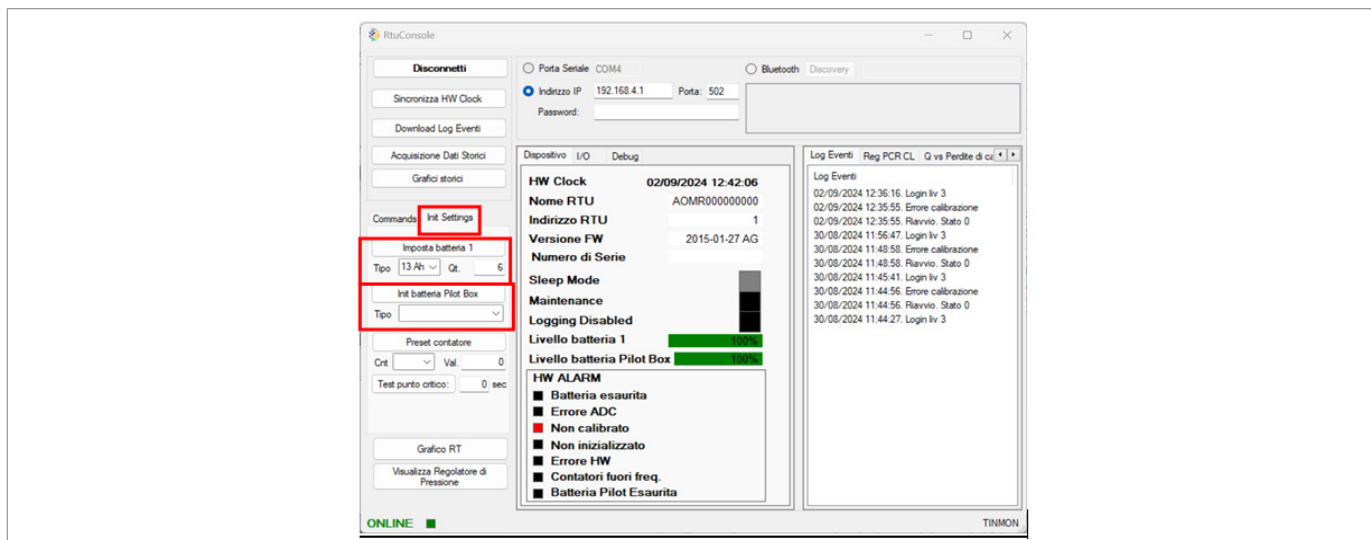 RtuConsole
Disconnetti
Sincronizza HW Clock
Download Log Eventi
Acquisizione Dati Storici
Grafici storici
Commands Init Settings
Imposta batteria 1
Tipo 13 Ah Qt. 6
Init batteria Pilot Box
Tipo
Preset contatore
Cnt Val. 0
Test punto critico: 0 sec
Grafico RT
Visualizza Regolatore di
Pressione
Porta Seriale COM4 Bluetooth Discovery
Indirizzo IP 192.168.4.1 Porta: 502
Password:
Dispositivo I/O Debug
HW Clock 02/09/2024 12:42:06
Nome RTU AOMR000000000
Indirizzo RTU 1
Versione FW 2015-01-27 AG
Numero di Serie
Sleep Mode
Maintenance
Logging Disabled
Livello batteria 1 100%
Livello batteria Pilot Box 100%
HW ALARM
Batteria esaurita
Errore ADC
Non calibrato
Non inizializzato
Errore HW
Contatori fuori freq.
Batteria Pilot Esaurita
Log Eventi Reg PCR CL Q vs Perdite di ca
Log Eventi
02/09/2024 12:36:16. Login liv 3
02/09/2024 12:35:55. Errore calibrazione
02/09/2024 12:35:55. Riavvio. Stato 0
30/08/2024 11:56:47. Login liv 3
30/08/2024 11:48:58. Errore calibrazione
30/08/2024 11:48:58. Riavvio. Stato 0
30/08/2024 11:45:41. Login liv 3
30/08/2024 11:44:56. Errore calibrazione
30/08/2024 11:44:56. Riavvio. Stato 0
30/08/2024 11:44:27. Login liv 3
ONLINE TINMON